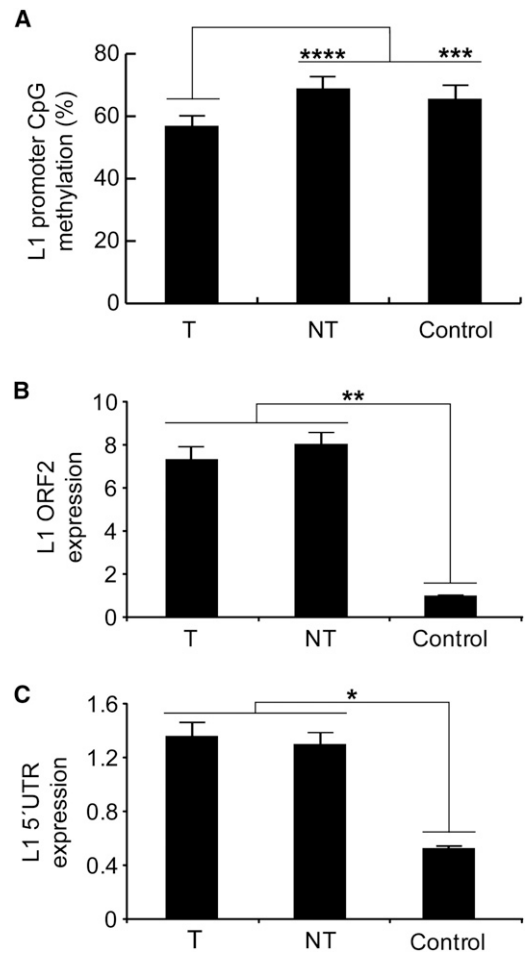 A
L1 promoter CpG
methylation (%)
80
60
40
20
0
****
***
T
NT
Control
B
L1 ORF2
expression
10
8
6
4
2
0
**
T
NT
Control
C
L1 5´UTR
expression
1.6
1.2
0.8
0.4
0
*
T
NT
Control